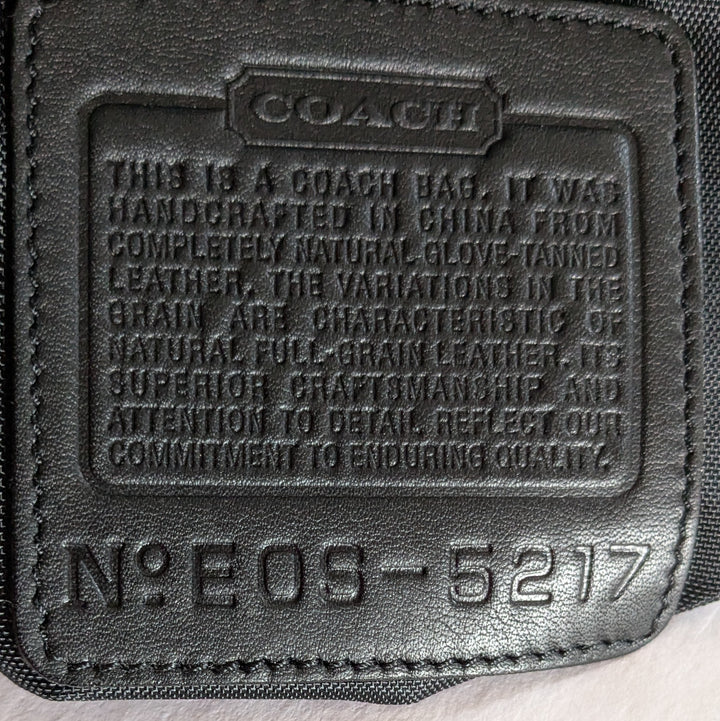 COACH
THIS IS A COACH BAG. IT WAS
HANDCRAFTED IN CHINA FROM
COMPLETELY NATURAL GLOVE-TANNED
LEATHER. THE VARIATIONS IN THE
GRAIN ARE CHARACTERISTIC OF
NATURAL FULL-GRAIN LEATHER. ITS
SUPERIOR CRAFTSMANSHIP AND
ATTENTION TO DETAIL REFLECT OUR
COMMITMENT TO ENDURING QUALITY.
Nº.E0S-5217